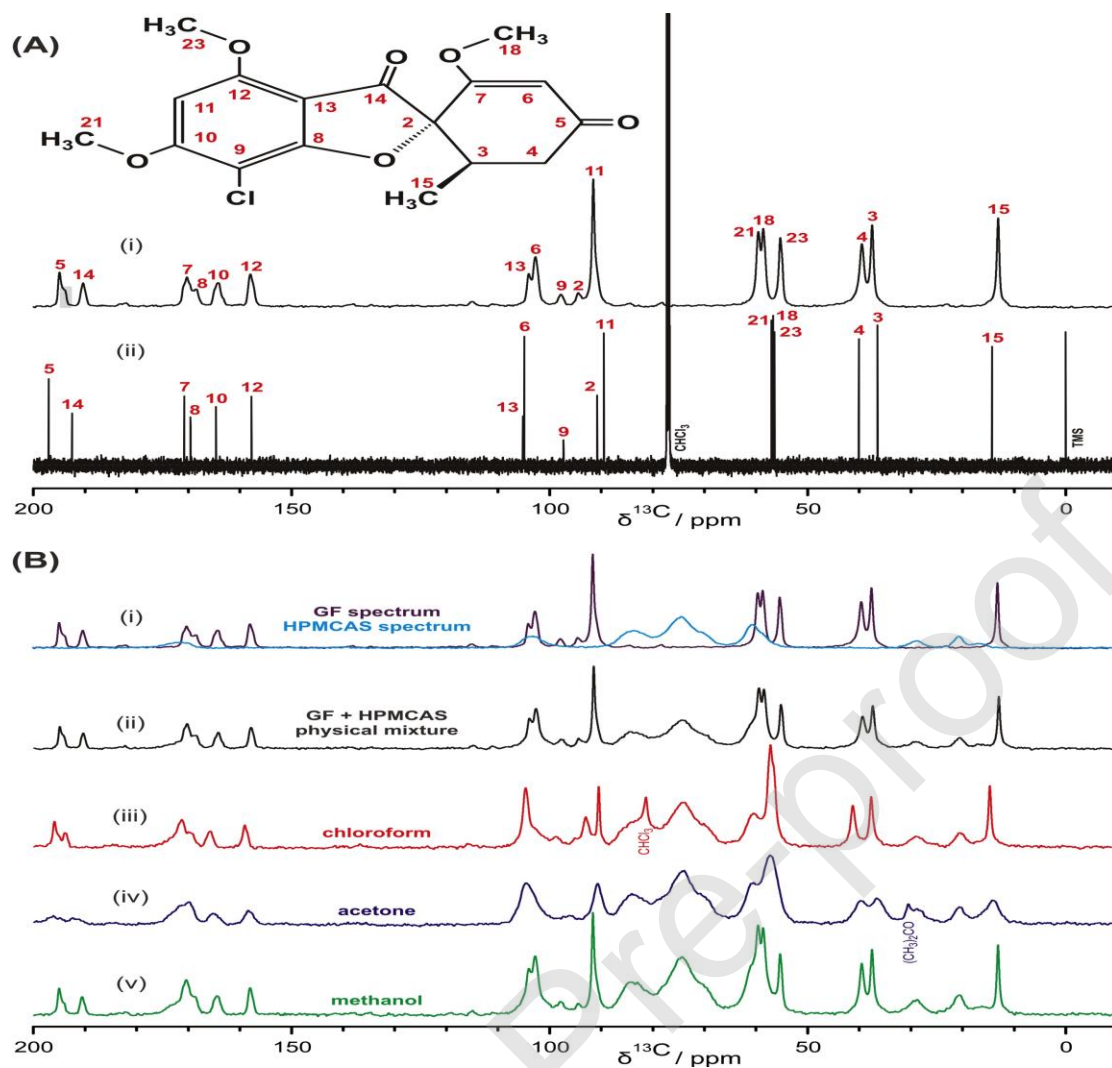 (A)
H₃C
23
O
O
O
CH₃
18
12
11
13
14
7
6
21
H₃C
O
10
9
8
2
5
O
O
3
4
Cl
H₃C
15
(i)
5
14
7
8
10
12
13
6
9
2
11
21
18
23
4
3
15
(ii)
5
14
7
8
10
12
6
13
9
2
11
CHCl₃
21
18
23
4
3
15
TMS
200
150
100
50
0
δ¹³C / ppm
(B)
(i)
GF spectrum
HPMCAS spectrum
(ii)
GF + HPMCAS
physical mixture
(iii)
chloroform
CHCl₃
(iv)
acetone
(CH₃)₂CO
(v)
methanol
200
150
100
50
0
δ¹³C / ppm
Pre-proof